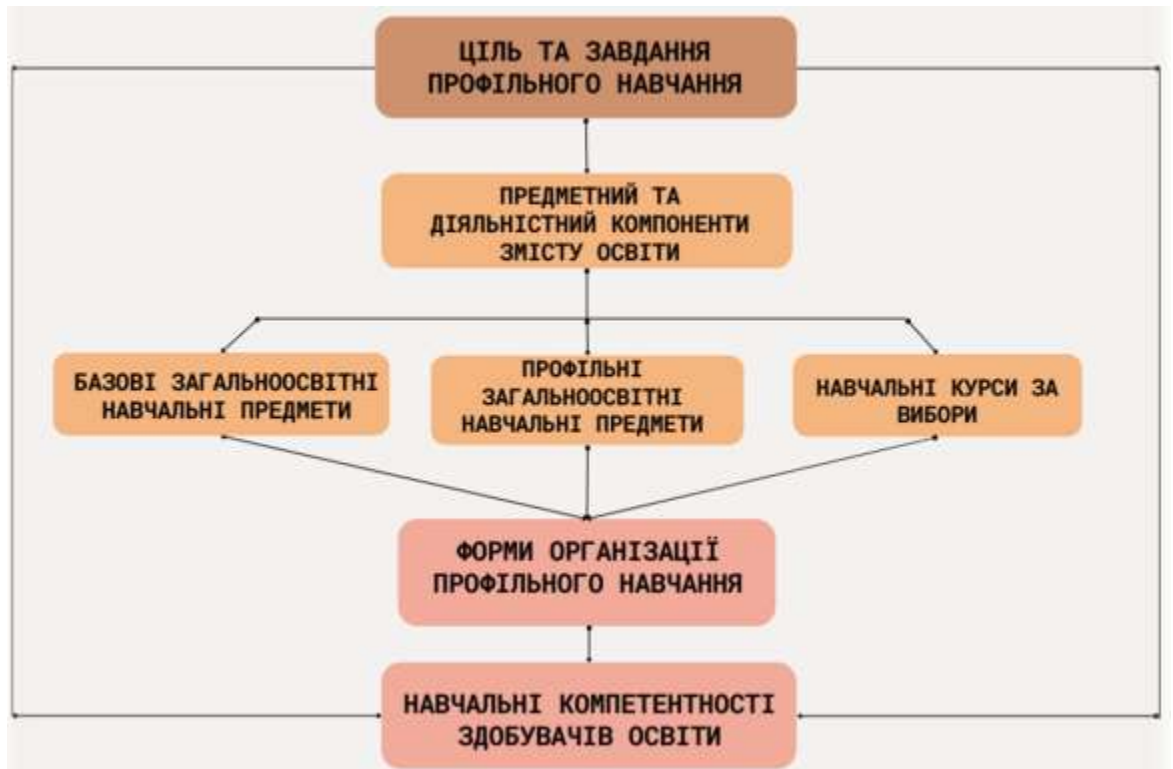 ЦІЛЬ ТА ЗАВДАННЯ
ПРОФІЛЬНОГО НАВЧАННЯ
ПРЕДМЕТНИЙ ТА
ДІЯЛЬНІСТНИЙ КОМПОНЕНТИ
ЗМІСТУ ОСВІТИ
БАЗОВІ ЗАГАЛЬНООСВІТНІ
НАВЧАЛЬНІ ПРЕДМЕТИ
ПРОФІЛЬНІ
ЗАГАЛЬНООСВІТНІ
НАВЧАЛЬНІ ПРЕДМЕТИ
НАВЧАЛЬНІ КУРСИ ЗА
ВИБОРИ
ФОРМИ ОРГАНІЗАЦІЇ
ПРОФІЛЬНОГО НАВЧАННЯ
НАВЧАЛЬНІ КОМПЕТЕНТНОСТІ
ЗДОБУВАЧІВ ОСВІТИ